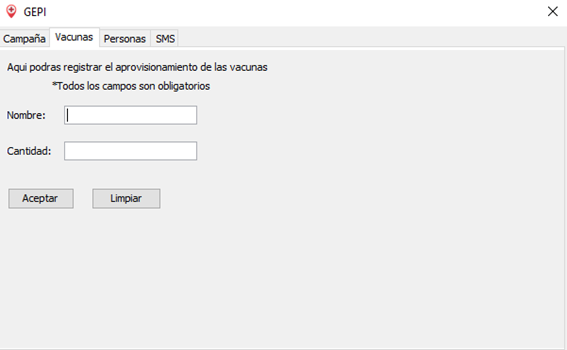 GEPI
Campaña Vacunas Personas SMS
Aqui podras registrar el aprovisionamiento de las vacunas
*Todos los campos son obligatorios
Nombre:
Cantidad:
Aceptar Limpiar